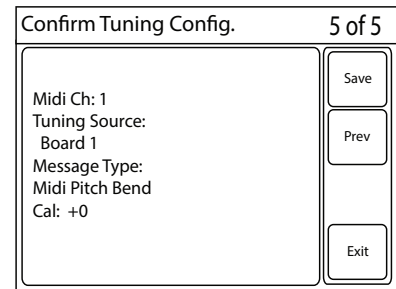 Confirm Tuning Config.
5 of 5
Midi Ch: 1
Tuning Source:
Board 1
Message Type:
Midi Pitch Bend
Cal: +0
Save
Prev
Exit